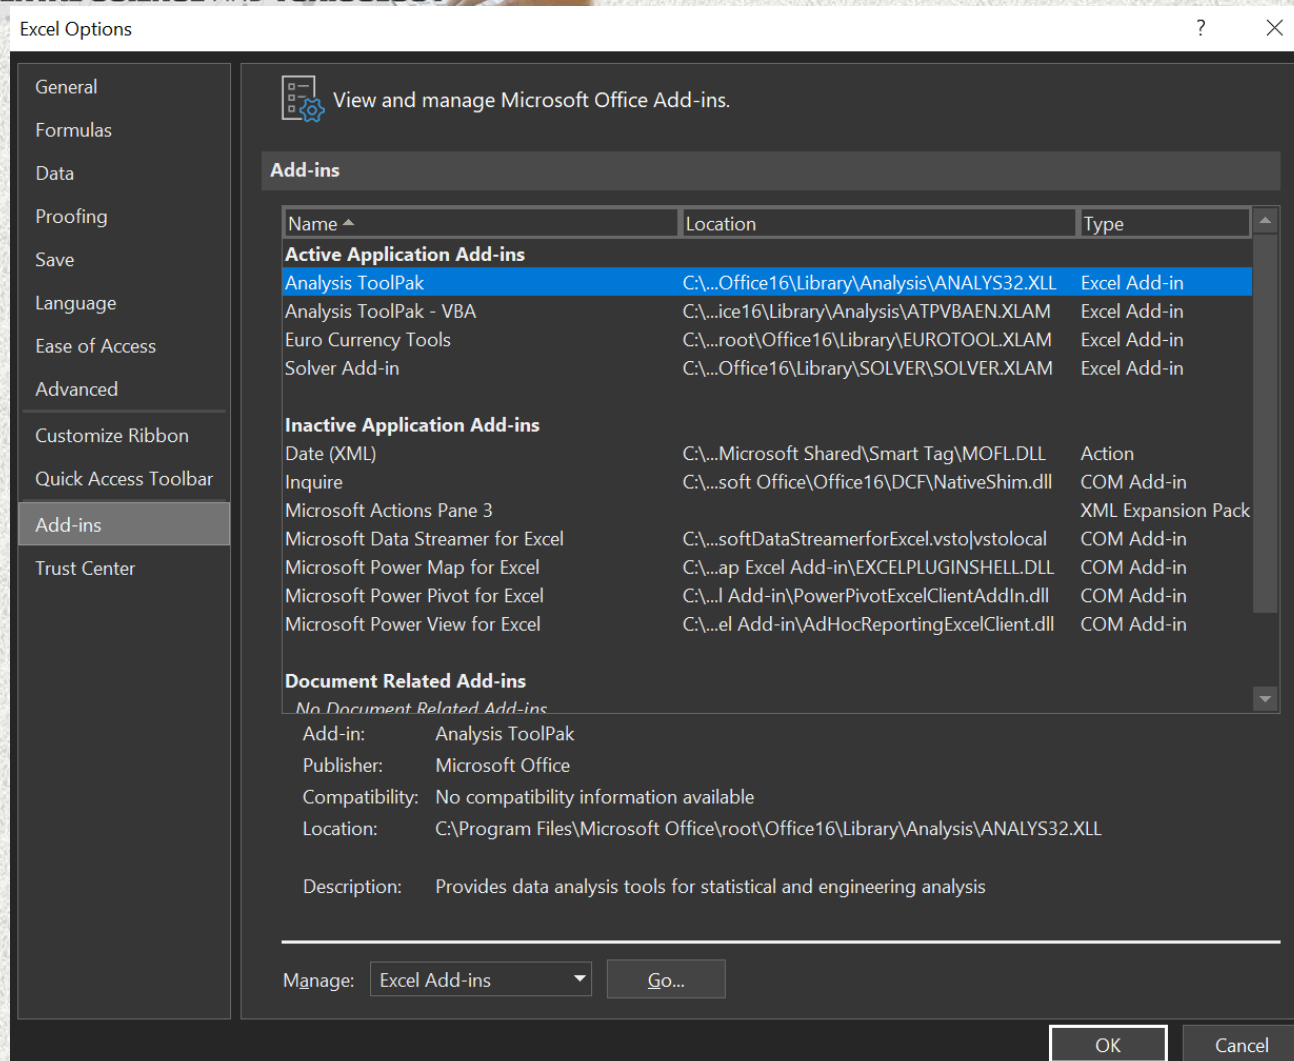 Excel Options
?
General
Formulas
Data
Proofing
Save
Language
Ease of Access
Advanced
Customize Ribbon
Quick Access Toolbar
Add-ins
Trust Center
View and manage Microsoft Office Add-ins.
Add-ins
Name Location Type
Active Application Add-ins
Analysis ToolPak C:\...Office16\Library\Analysis\ANALYS32.XLL Excel Add-in
Analysis ToolPak - VBA C:\...ice16\Library\Analysis\ATPVBAEN.XLAM Excel Add-in
Euro Currency Tools C:\...root\Office16\Library\EUROTOOL.XLAM Excel Add-in
Solver Add-in C:\...Office16\Library\SOLVER\SOLVER.XLAM Excel Add-in
Inactive Application Add-ins
Date (XML) C:\...Microsoft Shared\Smart Tag\MOFL.DLL Action
Inquire C:\...soft Office\Office16\DCF\NativeShim.dll COM Add-in
Microsoft Actions Pane 3 XML Expansion Pack
Microsoft Data Streamer for Excel C:\...softDataStreamerforExcel.vsto|vstolocal COM Add-in
Microsoft Power Map for Excel C:\...ap Excel Add-in\EXCELPLUGINSHELL.DLL COM Add-in
Microsoft Power Pivot for Excel C:\...l Add-in\PowerPivotExcelClientAddIn.dll COM Add-in
Microsoft Power View for Excel C:\...el Add-in\AdHocReportingExcelClient.dll COM Add-in
Document Related Add-ins
No Document Related Add-ins
Add-in: Analysis ToolPak
Publisher: Microsoft Office
Compatibility: No compatibility information available
Location: C:\Program Files\Microsoft Office\root\Office16\Library\Analysis\ANALYS32.XLL
Description: Provides data analysis tools for statistical and engineering analysis
Manage: Excel Add-ins Go...
OK Cancel